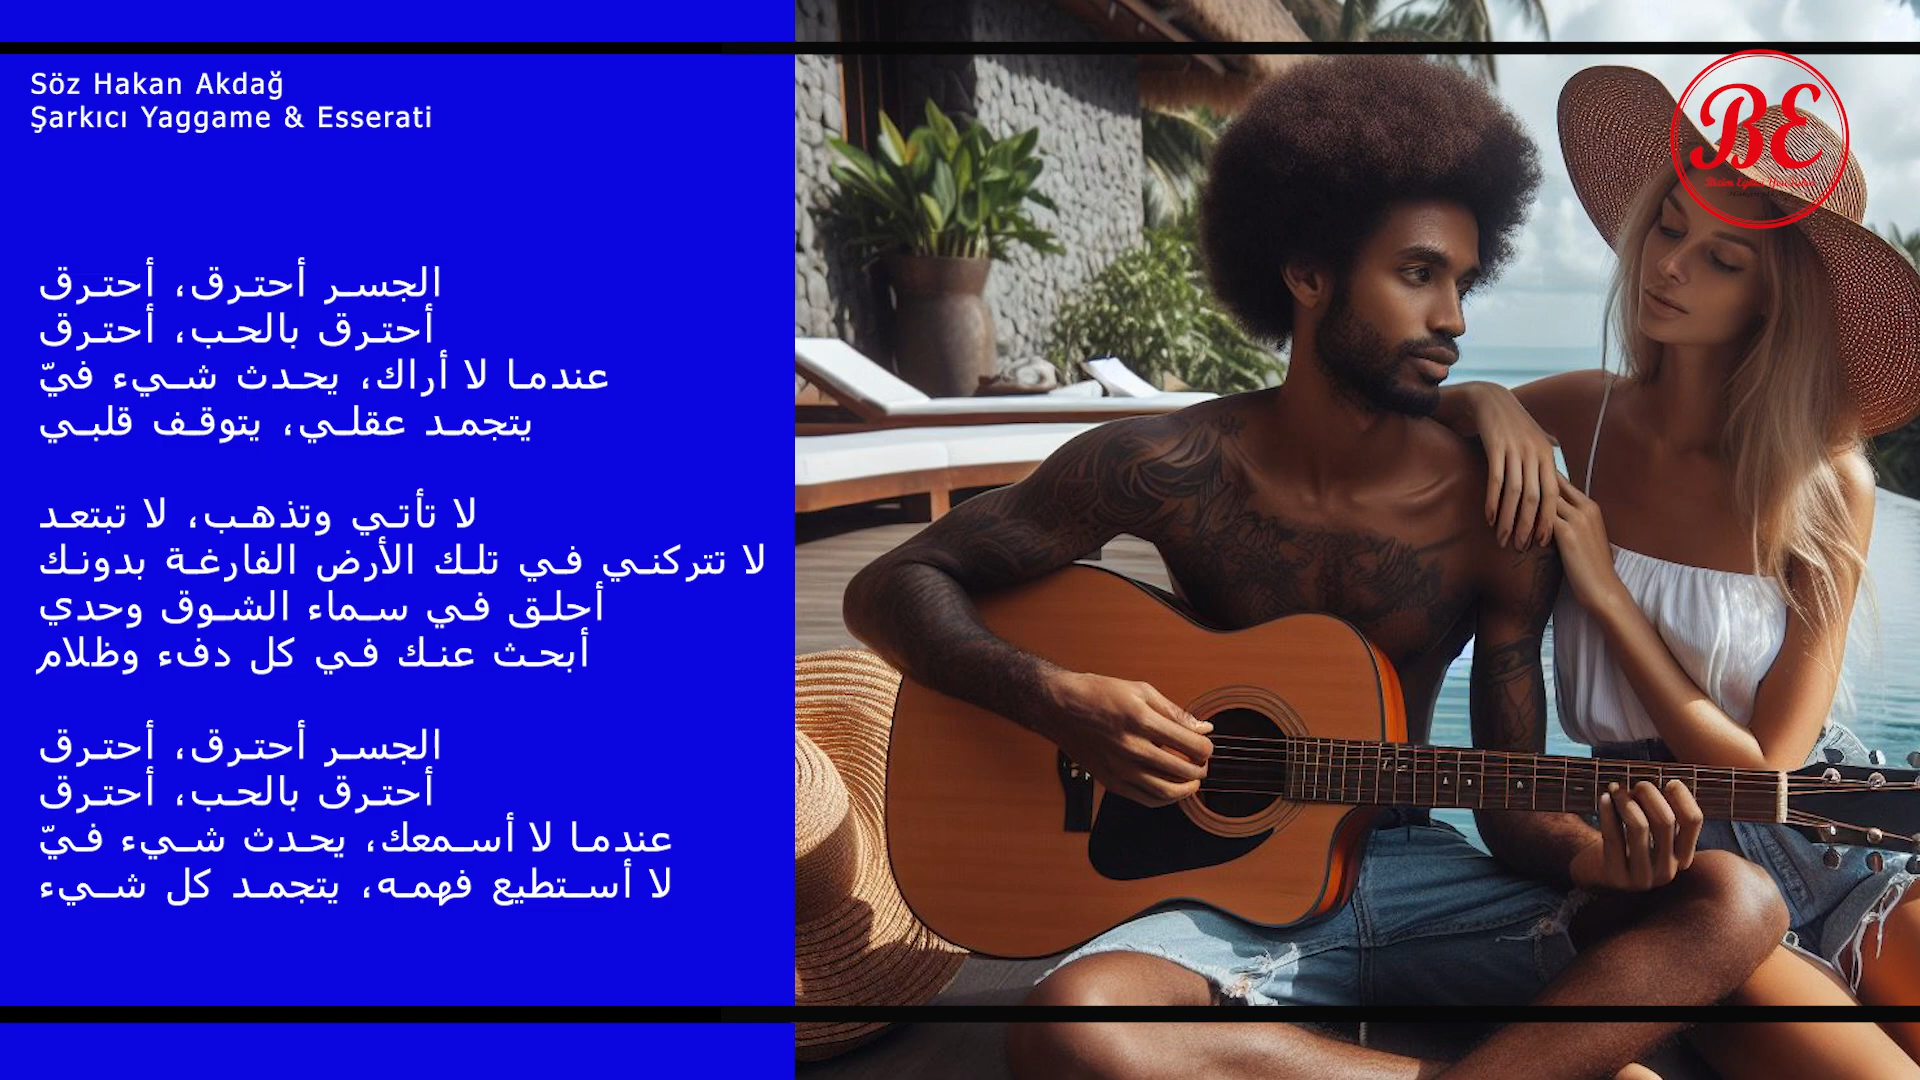 Söz Hakan Akdağ
Şarkıcı Yaggame & Esserati
الجسر أحترق، أحترق
أحترق بالحب، أحترق
عندما لا أراك، يحدث شيء فيّ
يتجمد عقلي، يتوقف قلبي
لا تأتي وتذهب، لا تبتعد
لا تتركني في تلك الأرض الفارغة بدونك
أحلق في سماء الشوق وحدي
أبحث عنك في كل دفء وظلام
الجسر أحترق، أحترق
أحترق بالحب، أحترق
عندما لا أسمعك، يحدث شيء فيّ
لا أستطيع فهمه، يتجمد كل شيء
BE